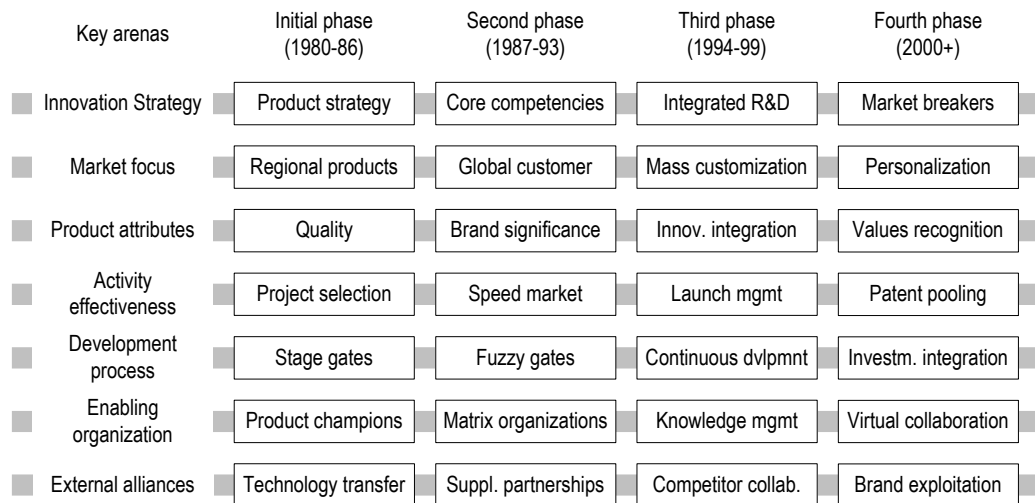 Key arenas
Initial phase
(1980-86)
Second phase
(1987-93)
Third phase
(1994-99)
Fourth phase
(2000+)
Innovation Strategy
Product strategy
Core competencies
Integrated R&D
Market breakers
Market focus
Regional products
Global customer
Mass customization
Personalization
Product attributes
Quality
Brand significance
Innov. integration
Values recognition
Activity
effectiveness
Project selection
Speed market
Launch mgmt
Patent pooling
Development
process
Stage gates
Fuzzy gates
Continuous dvlpmnt
Investm. integration
Enabling
organization
Product champions
Matrix organizations
Knowledge mgmt
Virtual collaboration
External alliances
Technology transfer
Suppl. partnerships
Competitor collab.
Brand exploitation